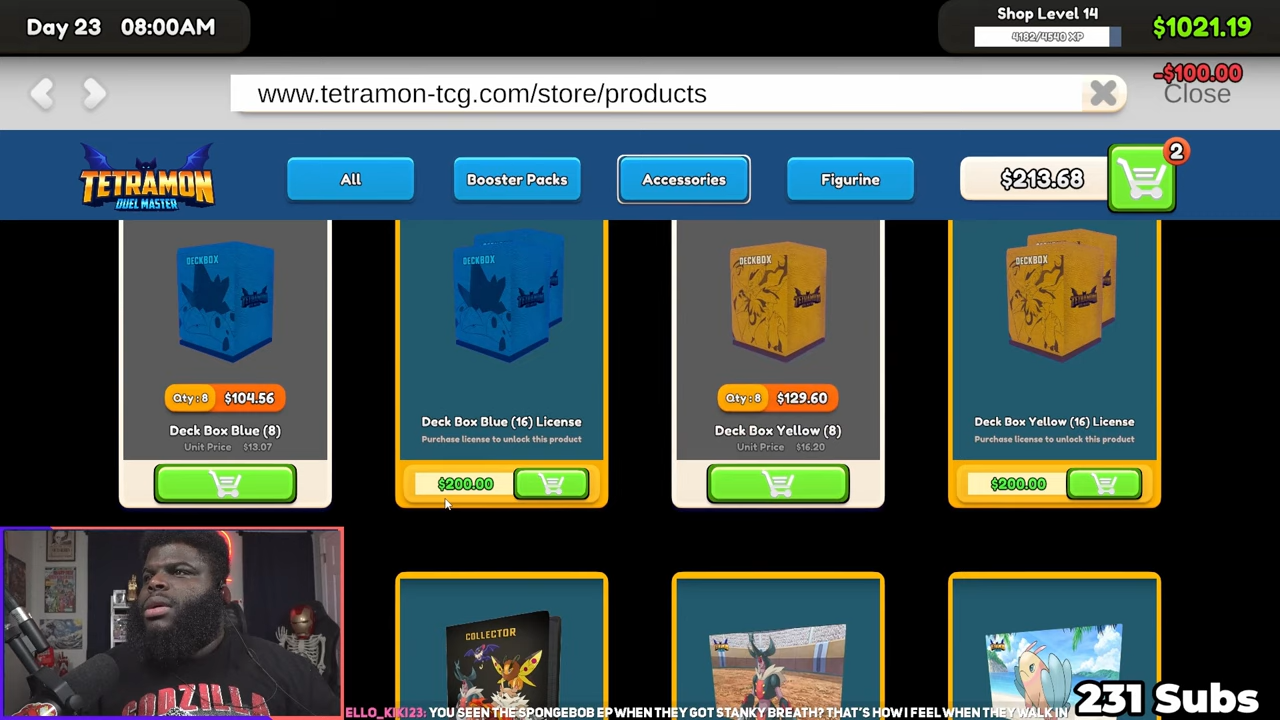 Day 23 08:00AM
Shop Level 14
4182/4540 XP
$1021.19
-$100.00
www.tetramon-tcg.com/store/products
Close
TETRAMON
DUEL MASTER
All
Booster Packs
Accessories
Figurine
$213.68
2
DECKBOX
TETRAMON
DECKBOX
TETRAMON
DECKBOX
TETRAMON
DECKBOX
TETRAMON
Qty: 8 $104.56
Deck Box Blue (8)
Unit Price $13.07
Deck Box Blue (16) License
Purchase license to unlock this product
$200.00
Qty: 8 $129.60
Deck Box Yellow (8)
Unit Price $16.20
Deck Box Yellow (16) License
Purchase license to unlock this product
$200.00
COLLECTOR
GODZILLA
ELLO_KIKI23: YOU SEEN THE SPONGEBOB EP WHEN THEY GOT STANKY BREATH? THAT'S HOW I FEEL WHEN THEY WALK IN
231 Subs